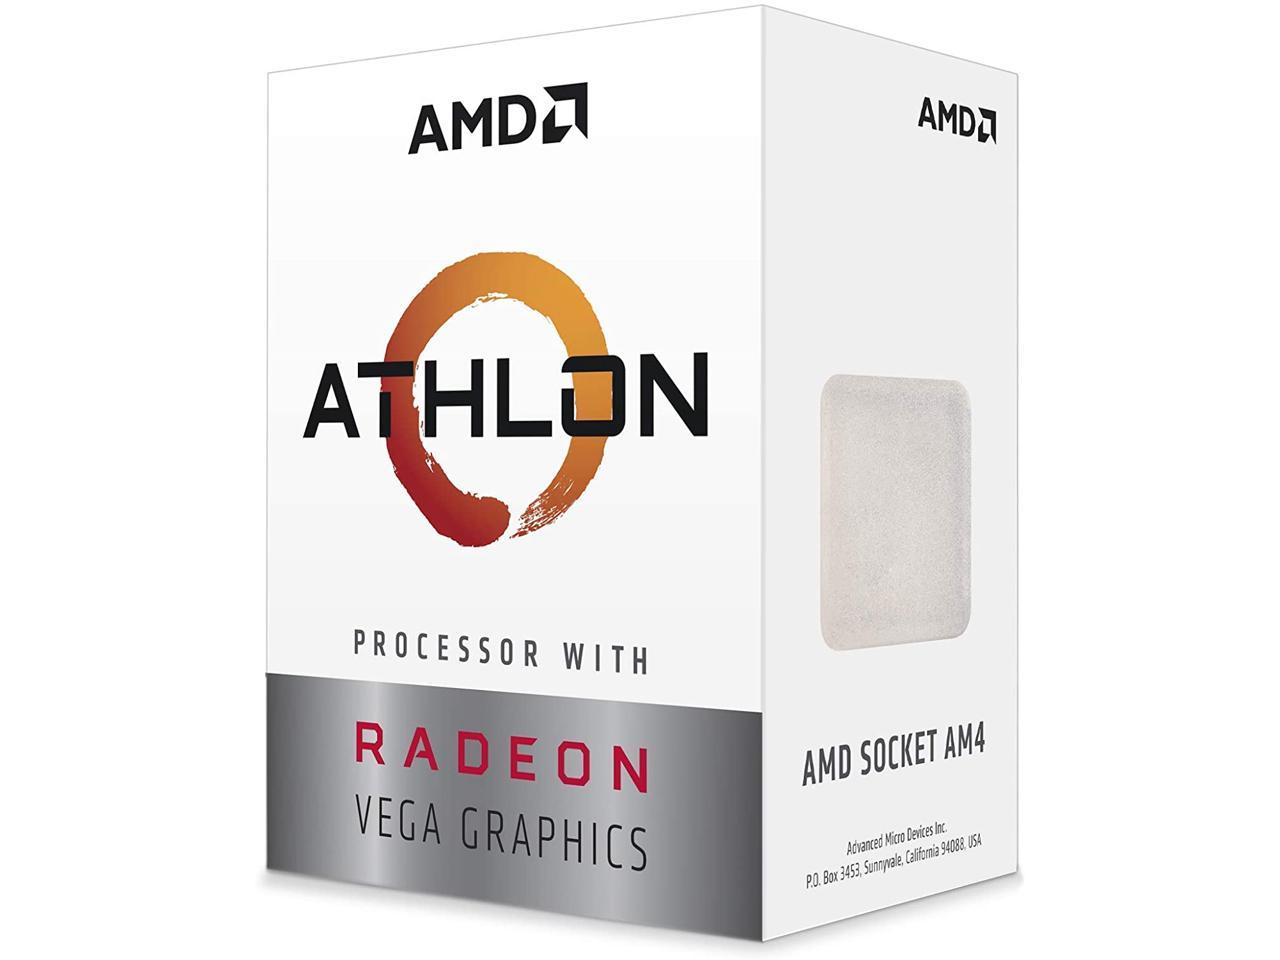 AMD
ATHLON
PROCESSOR WITH
RADEON
VEGA GRAPHICS
AMD
AMD SOCKET AM4
Advanced Micro Devices Inc.
P.O. Box 3453, Sunnyvale, California 94088, USA